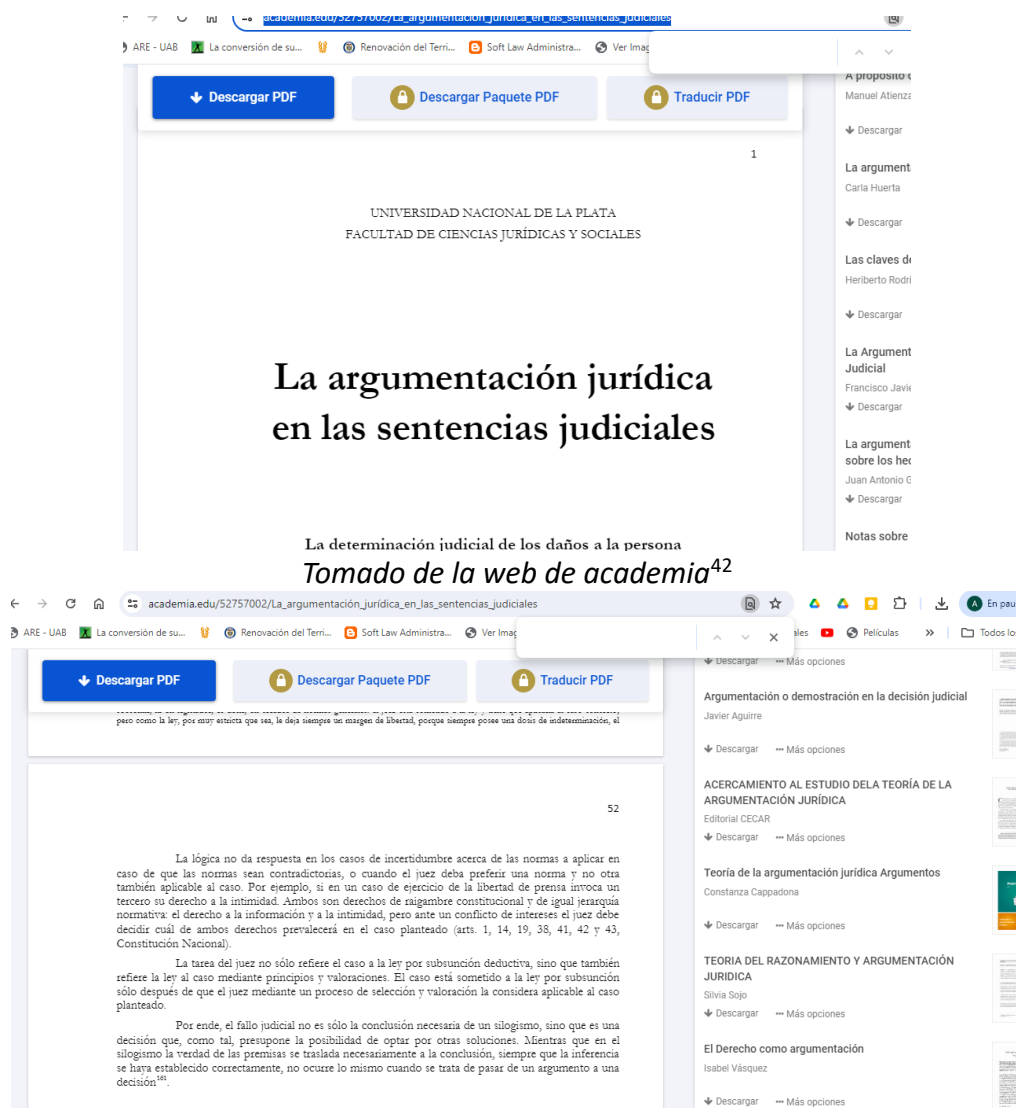 academia.edu/52757002/La_argumentación_jurídica_en_las_sentencias_judiciales
ARE - UAB La conversión de su... Renovación del Terri... Soft Law Administra... Ver Imag
Descargar PDF Descargar Paquete PDF Traducir PDF
A propósito
Manuel Atienza
Descargar
1
La argument
Carla Huerta
UNIVERSIDAD NACIONAL DE LA PLATA
FACULTAD DE CIENCIAS JURÍDICAS Y SOCIALES
Descargar
Las claves de
Heriberto Rodri
Descargar
La argumentación jurídica
en las sentencias judiciales
La Argument
Judicial
Francisco Javie
Descargar
La argument
sobre los hec
Juan Antonio G
Descargar
Notas sobre
La determinación judicial de los daños a la persona
Tomado de la web de academia42
academia.edu/52757002/La_argumentación_jurídica_en_las_sentencias_judiciales En pau
ARE - UAB La conversión de su... Renovación del Terri... Soft Law Administra... Ver Imag ales Películas » Todos los
Descargar PDF Descargar Paquete PDF Traducir PDF
Descargar Más opciones
pero como la ley, por muy estricta que sea, le deja siempre un margen de libertad, porque siempre posee una dosis de indeterminación, el
Argumentación o demostración en la decisión judicial
Javier Aguirre
Descargar Más opciones
52
La lógica no da respuesta en los casos de incertidumbre acerca de las normas a aplicar en
caso de que las normas sean contradictorias, o cuando el juez deba preferir una norma y no otra
también aplicable al caso. Por ejemplo, si en un caso de ejercicio de la libertad de prensa invoca un
tercero su derecho a la intimidad. Ambos son derechos de raigambre constitucional y de igual jerarquía
normativa: el derecho a la información y a la intimidad, pero ante un conflicto de intereses el juez debe
decidir cuál de ambos derechos prevalecerá en el caso planteado (arts. 1, 14, 19, 38, 41, 42 y 43,
Constitución Nacional).
La tarea del juez no sólo refiere el caso a la ley por subsunción deductiva, sino que también
refiere la ley al caso mediante principios y valoraciones. El caso está sometido a la ley por subsunción
sólo después de que el juez mediante un proceso de selección y valoración la considera aplicable al caso
planteado.
Por ende, el fallo judicial no es sólo la conclusión necesaria de un silogismo, sino que es una
decisión que, como tal, presupone la posibilidad de optar por otras soluciones. Mientras que en el
silogismo la verdad de las premisas se traslada necesariamente a la conclusión, siempre que la inferencia
se haya establecido correctamente, no ocurre lo mismo cuando se trata de pasar de un argumento a una
decisión161.
ACERCAMIENTO AL ESTUDIO DELA TEORÍA DE LA
ARGUMENTACIÓN JURÍDICA
Editorial CECAR
Descargar Más opciones
Teoría de la argumentación jurídica Argumentos
Constanza Cappadona
Descargar Más opciones
TEORIA DEL RAZONAMIENTO Y ARGUMENTACIÓN
JURIDICA
Silvia Sojo
Descargar Más opciones
El Derecho como argumentación
Isabel Vásquez
Descargar Más opciones